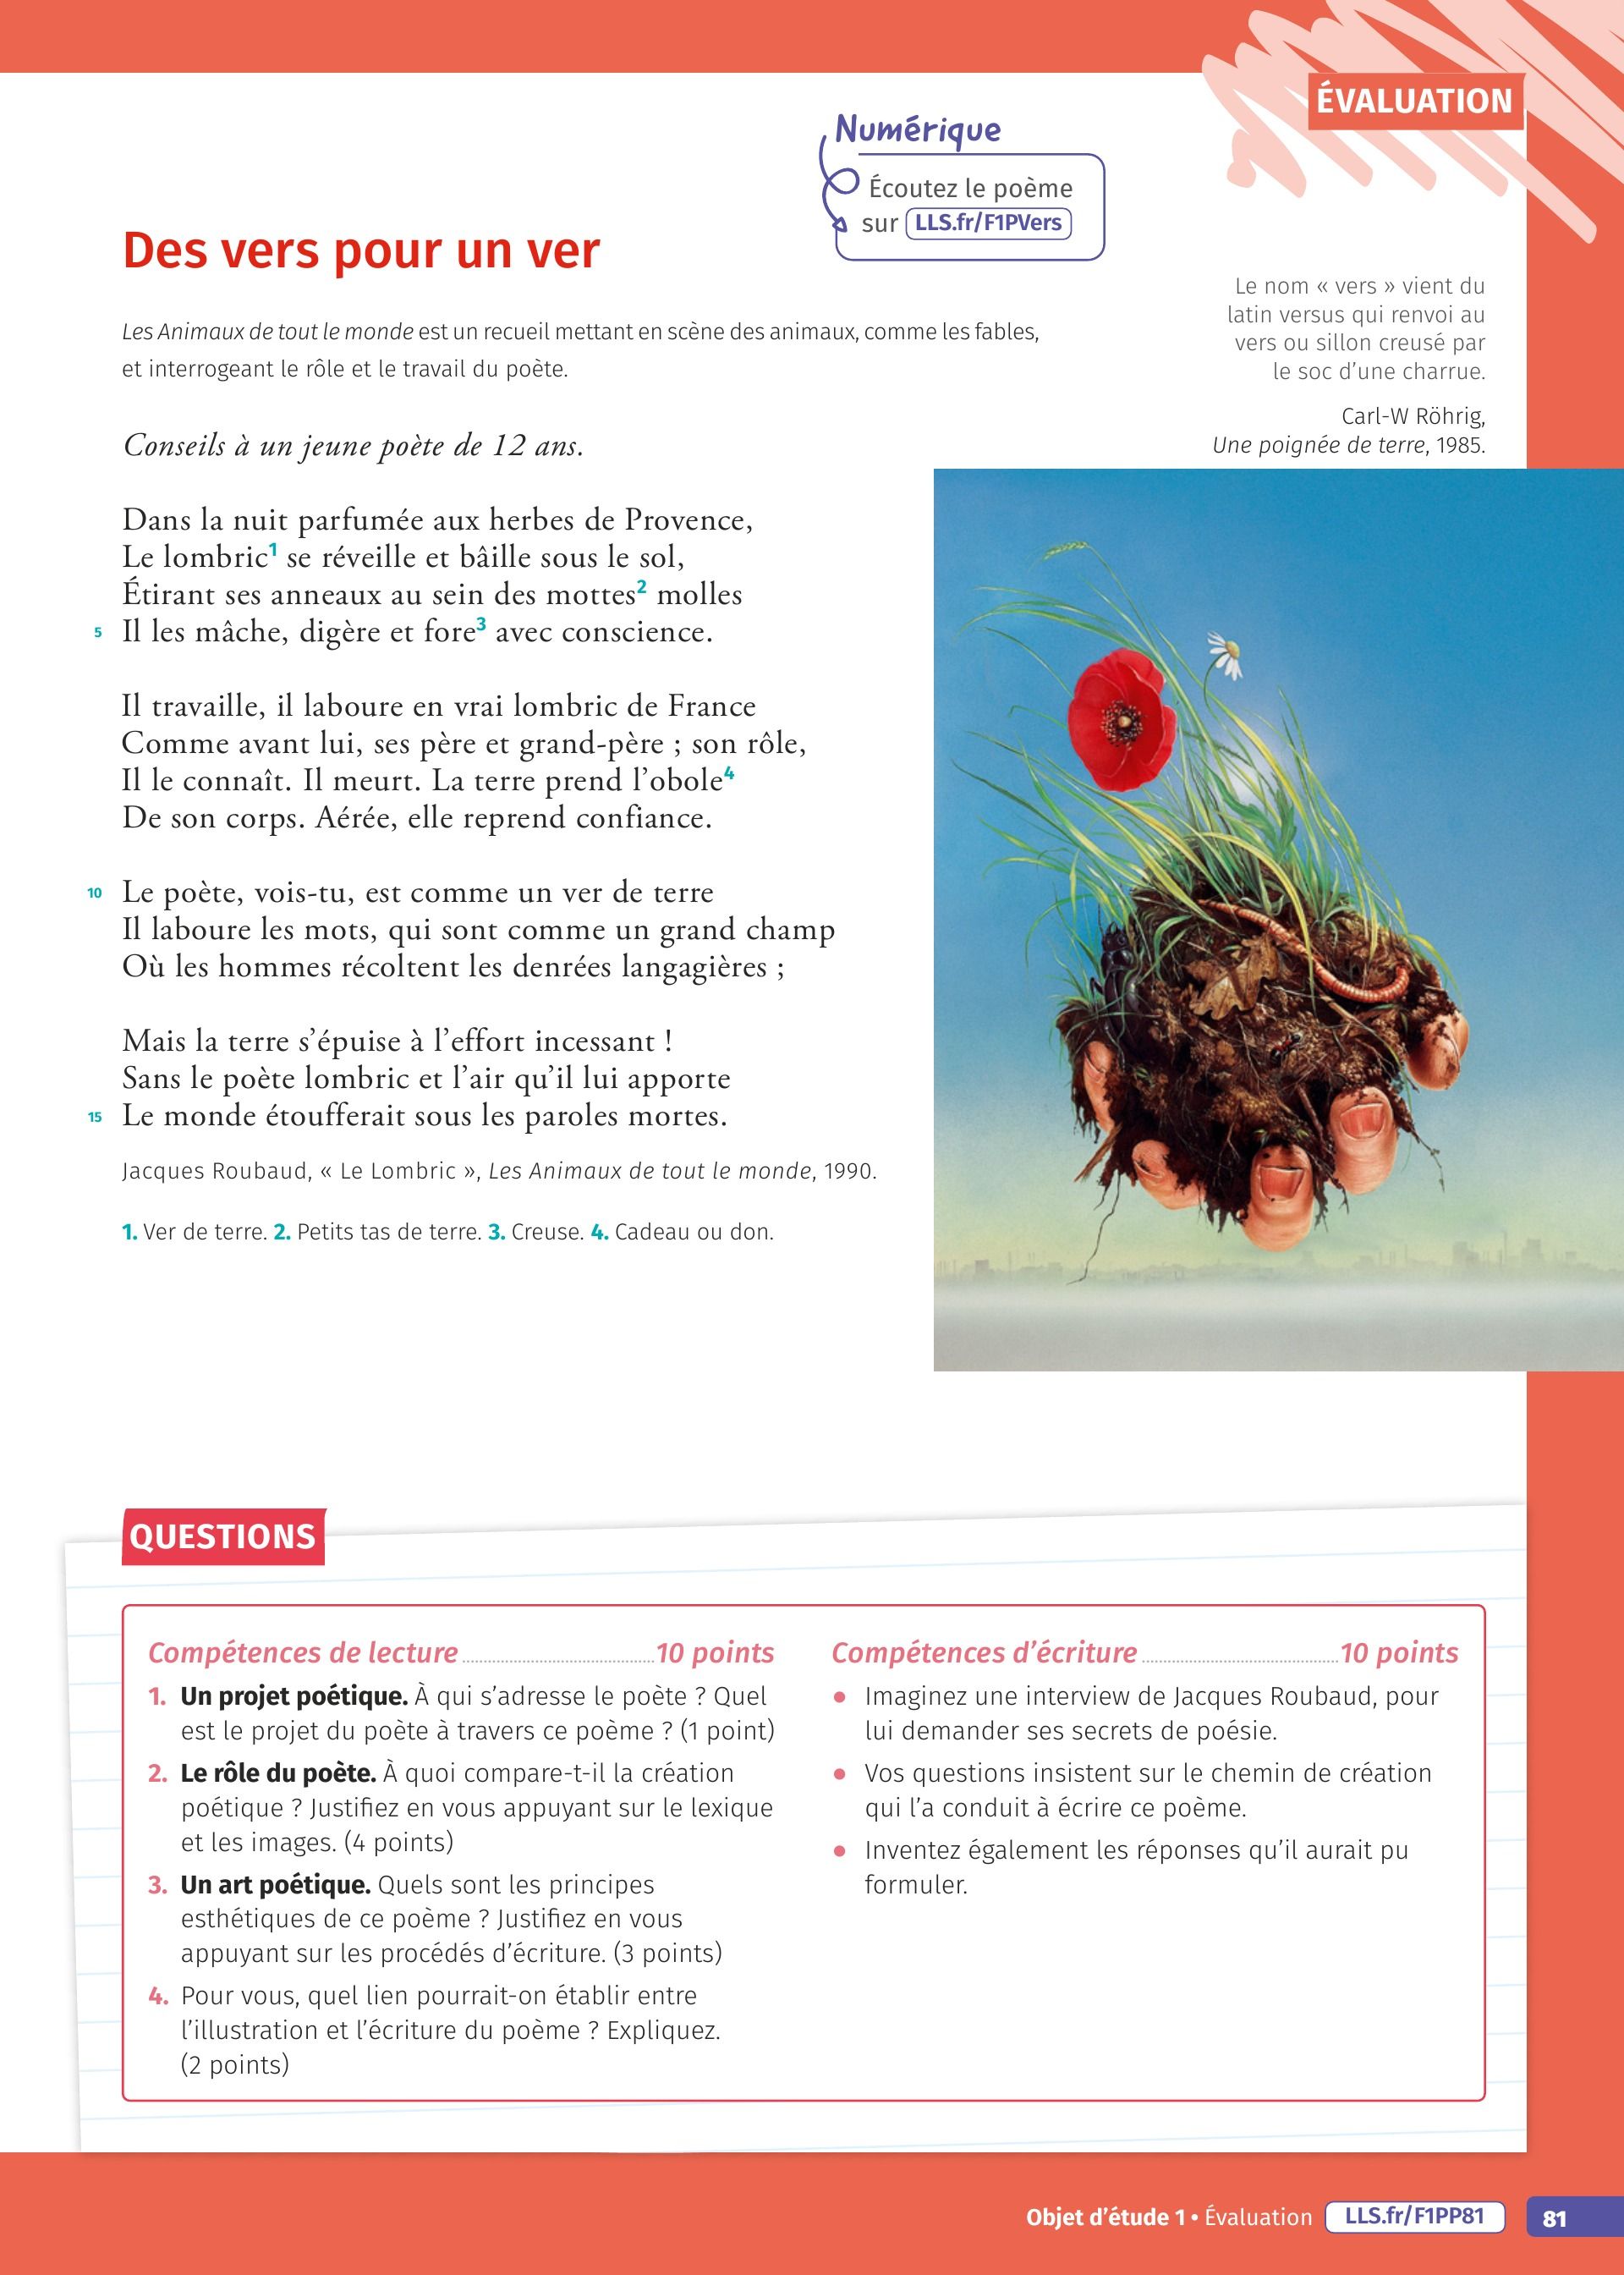 ÉVALUATION
Numérique
Écoutez le poème
sur LLS.fr/F1PVers
Des vers pour un ver
Les Animaux de tout le monde est un recueil mettant en scène des animaux, comme les fables,
et interrogeant le rôle et le travail du poète.
Le nom « vers » vient du
latin versus qui renvoi au
vers ou sillon creusé par
le soc d’une charrue.
Carl-W Röhrig,
Une poignée de terre, 1985.
Conseils à un jeune poète de 12 ans.
Dans la nuit parfumée aux herbes de Provence,
Le lombric1 se réveille et bâille sous le sol,
Étirant ses anneaux au sein des mottes2 molles
5 Il les mâche, digère et fore3 avec conscience.
Il travaille, il laboure en vrai lombric de France
Comme avant lui, ses père et grand-père ; son rôle,
Il le connaît. Il meurt. La terre prend l’obole4
De son corps. Aérée, elle reprend confiance.
10 Le poète, vois-tu, est comme un ver de terre
Il laboure les mots, qui sont comme un grand champ
Où les hommes récoltent les denrées langagières ;
Mais la terre s’épuise à l’effort incessant !
Sans le poète lombric et l’air qu’il lui apporte
15 Le monde étoufferait sous les paroles mortes.
Jacques Roubaud, « Le Lombric », Les Animaux de tout le monde, 1990.
1. Ver de terre. 2. Petits tas de terre. 3. Creuse. 4. Cadeau ou don.
QUESTIONS
Compétences de lecture 10 points
1. Un projet poétique. À qui s’adresse le poète ? Quel
est le projet du poète à travers ce poème ? (1 point)
2. Le rôle du poète. À quoi compare-t-il la création
poétique ? Justifiez en vous appuyant sur le lexique
et les images. (4 points)
3. Un art poétique. Quels sont les principes
esthétiques de ce poème ? Justifiez en vous
appuyant sur les procédés d’écriture. (3 points)
4. Pour vous, quel lien pourrait-on établir entre
l’illustration et l’écriture du poème ? Expliquez.
(2 points)
Compétences d’écriture 10 points
● Imaginez une interview de Jacques Roubaud, pour
lui demander ses secrets de poésie.
● Vos questions insistent sur le chemin de création
qui l’a conduit à écrire ce poème.
● Inventez également les réponses qu’il aurait pu
formuler.
Objet d’étude 1 • Évaluation LLS.fr/F1PP81 81